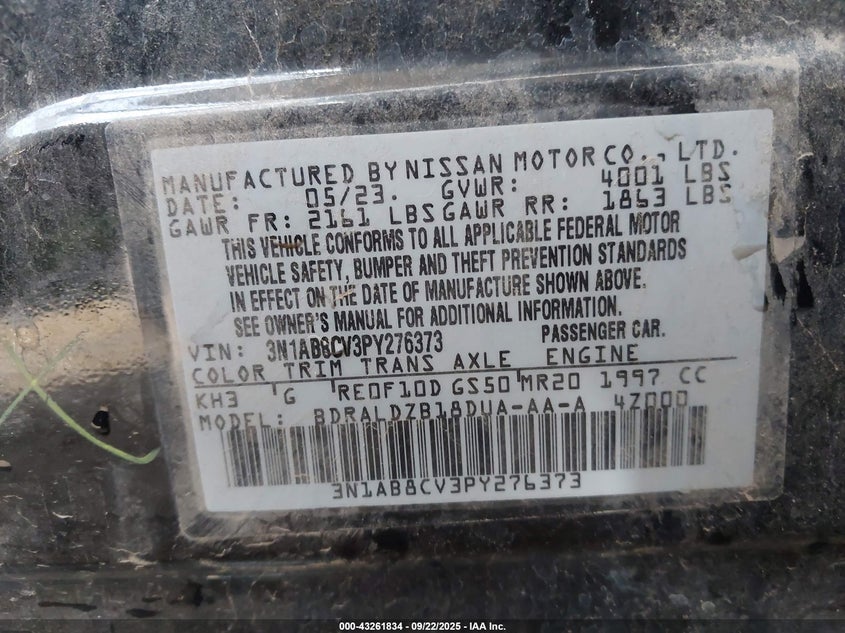 MANUFACTURED BY NISSAN MOTOR CO., LTD.
DATE: 05/23. GVWR: 4001 LBS
GAWR FR: 2161 LBS GAWR RR: 1863 LBS
THIS VEHICLE CONFORMS TO ALL APPLICABLE FEDERAL MOTOR
VEHICLE SAFETY, BUMPER AND THEFT PREVENTION STANDARDS
IN EFFECT ON THE DATE OF MANUFACTURE SHOWN ABOVE.
SEE OWNER'S MANUAL FOR ADDITIONAL INFORMATION.
VIN: 3N1AB8CV3PY276373 PASSENGER CAR.
COLOR TRIM TRANS AXLE ENGINE
KH3 G RE0F10D GS50 MR20 1997 CC
MODEL: BDRALDZB18DUA-AA-A 4Z000
3N1AB8CV3PY276373
000-43261834 - 09/22/2025 - IAA Inc.